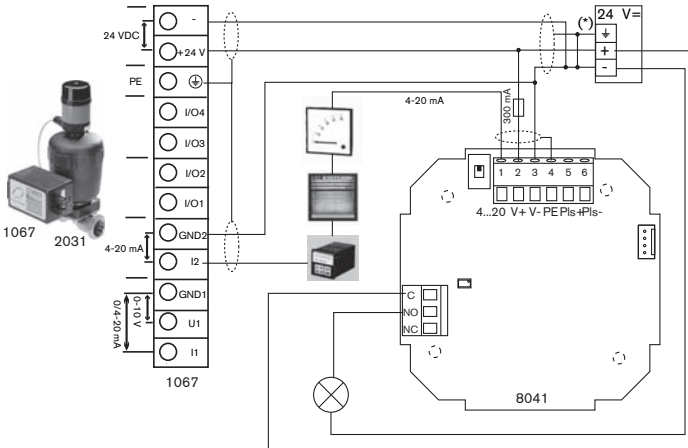 24 VDC
-
+24 V
PE
I/O4
I/O3
I/O2
I/O1
GND2
4-20 mA
I2
GND1
0-10 V
0/4-20 mA
U1
I1
1067
1067 2031
(*)
24 V=
+
-
4-20 mA
300 mA
1 2 3 4 5 6
4...20 V+ V- PE Pls+ Pls-
C
NO
NC
8041